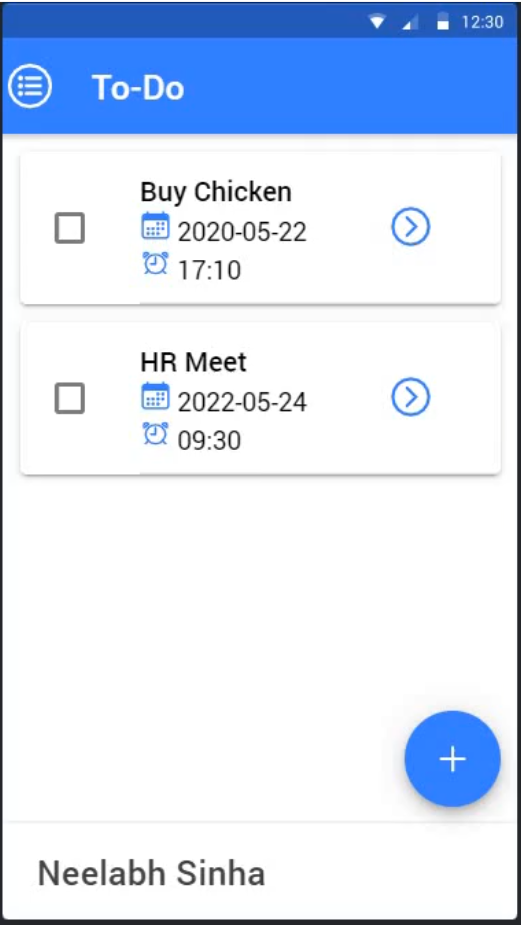 12:30
To-Do
Buy Chicken
2020-05-22
17:10
HR Meet
2022-05-24
09:30
+
Neelabh Sinha